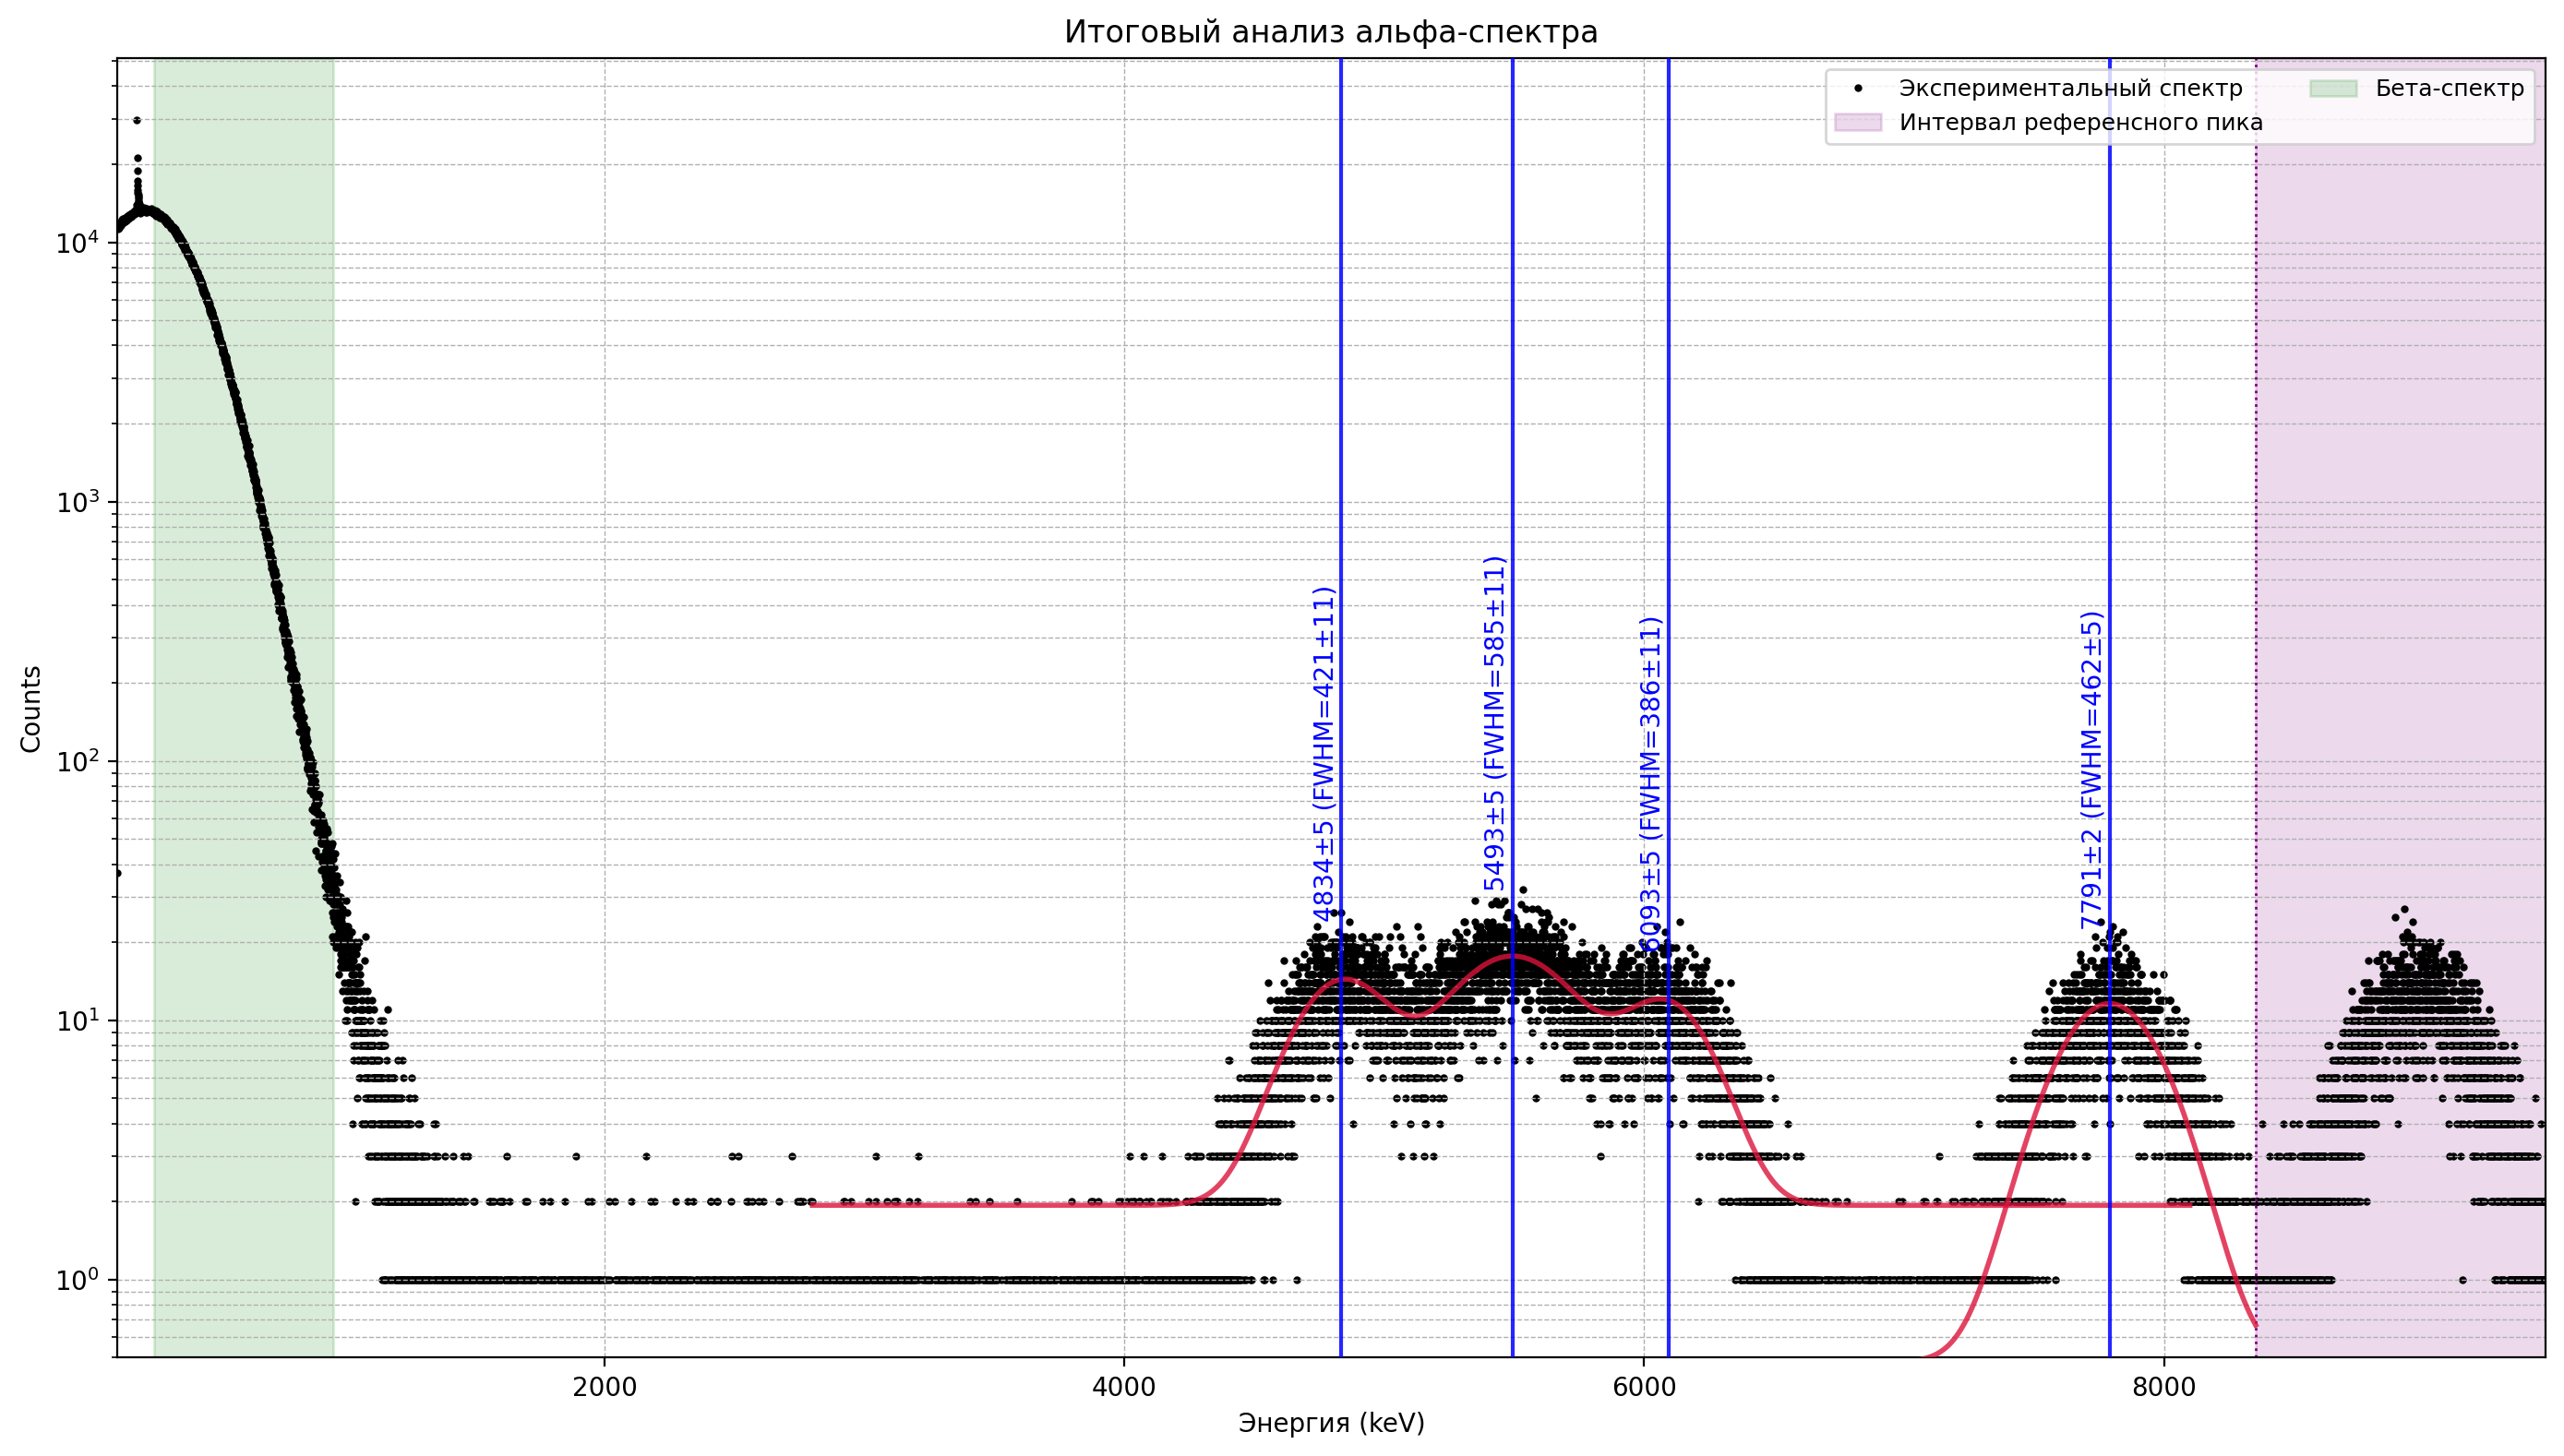 Итоговый анализ альфа-спектра
Экспериментальный спектр
Интервал референсного пика
Бета-спектр
Counts
10⁴
10³
10²
10¹
10⁰
4834±5 (FWHM=421±11)
5493±5 (FWHM=585±11)
6093±5 (FWHM=386±11)
7791±2 (FWHM=462±5)
2000
4000
6000
8000
Энергия (keV)